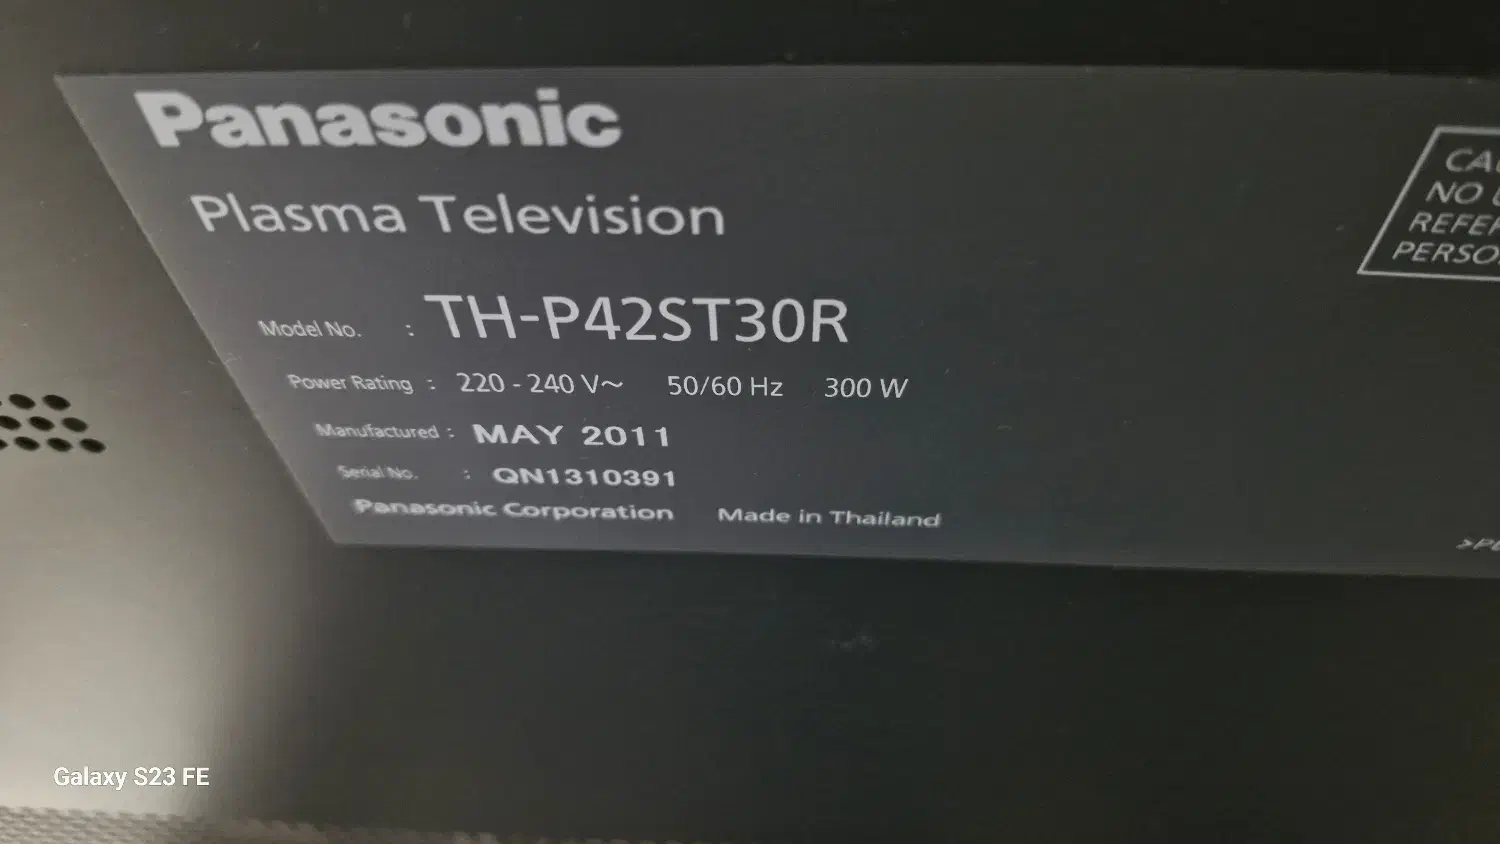 Panasonic
Plasma Television
Model No. : TH-P42ST30R
Power Rating : 220 - 240 V~ 50/60 Hz 300 W
Manufactured : MAY 2011
Serial No. : QN1310391
Panasonic Corporation Made in Thailand
NO
Galaxy S23 FE